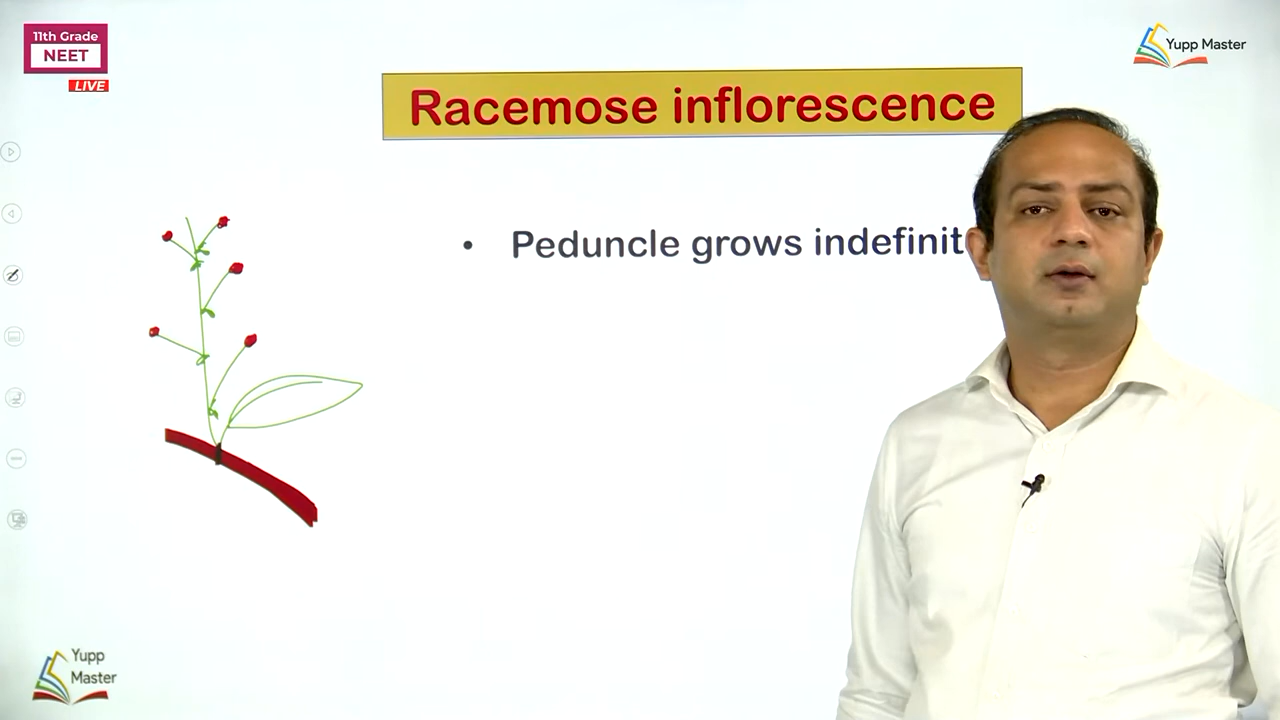 11th Grade
NEET
LIVE
Yupp Master
Racemose inflorescence
• Peduncle grows indefinit
Yupp
Master